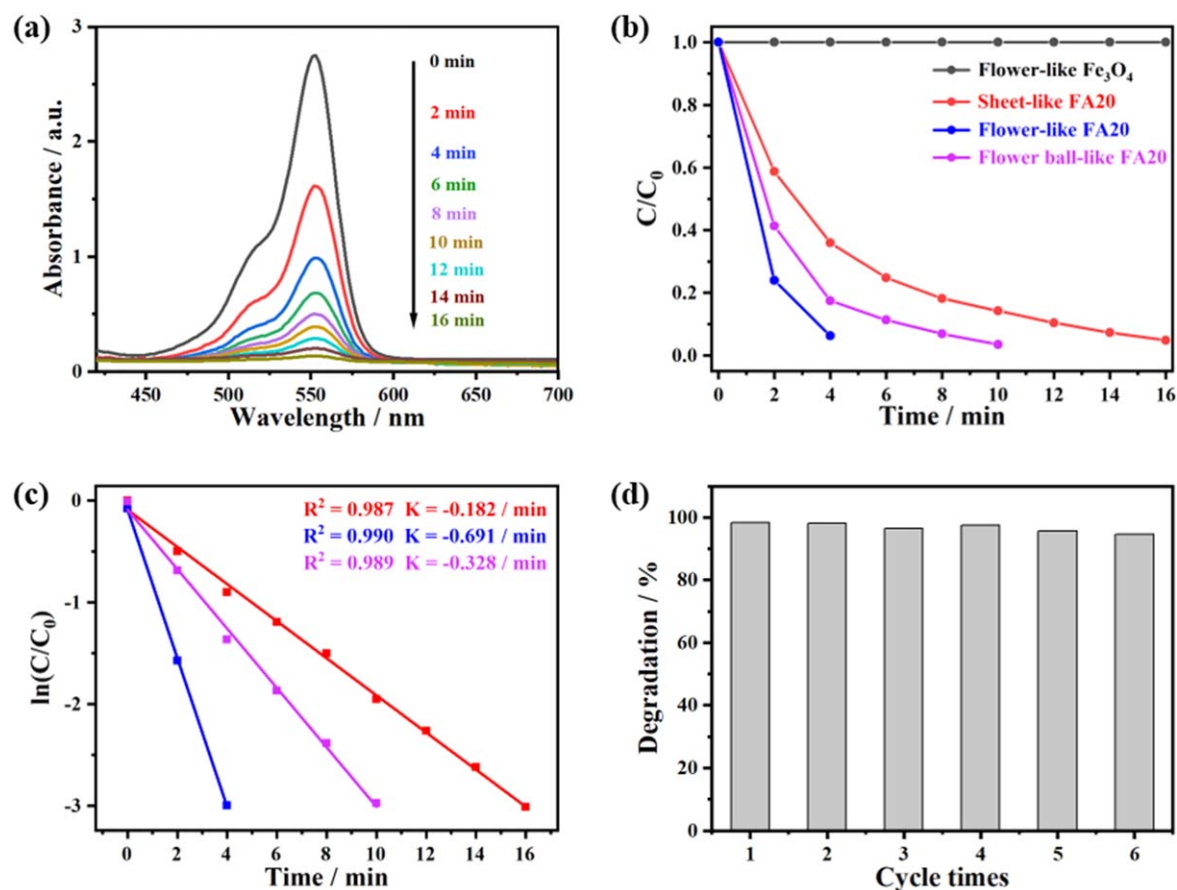 (a)
3
2
1
0
Absorbance / a.u.
450 500 550 600 650 700
Wavelength / nm
0 min
2 min
4 min
6 min
8 min
10 min
12 min
14 min
16 min
(b)
1.0
0.8
0.6
0.4
0.2
0.0
C/C₀
0 2 4 6 8 10 12 14 16
Time / min
Flower-like Fe₃O₄
Sheet-like FA20
Flower-like FA20
Flower ball-like FA20
(c)
0
-1
-2
-3
ln(C/C₀)
0 2 4 6 8 10 12 14 16
Time / min
R² = 0.987 K = -0.182 / min
R² = 0.990 K = -0.691 / min
R² = 0.989 K = -0.328 / min
(d)
100
80
60
40
20
0
Degradation / %
1 2 3 4 5 6
Cycle times